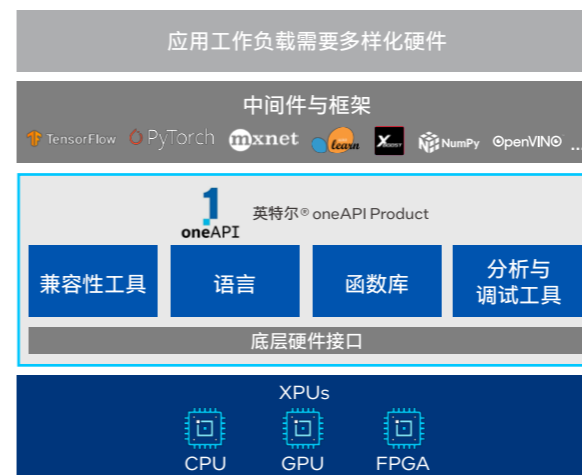 应用工作负载需要多样化硬件
中间件与框架
TensorFlow PyTorch mxnet learn XGBOOST NumPy OpenVINO ...
1
oneAPI
英特尔® oneAPI Product
兼容性工具 语言 函数库 分析与
调试工具
底层硬件接口
XPUs
CPU GPU FPGA